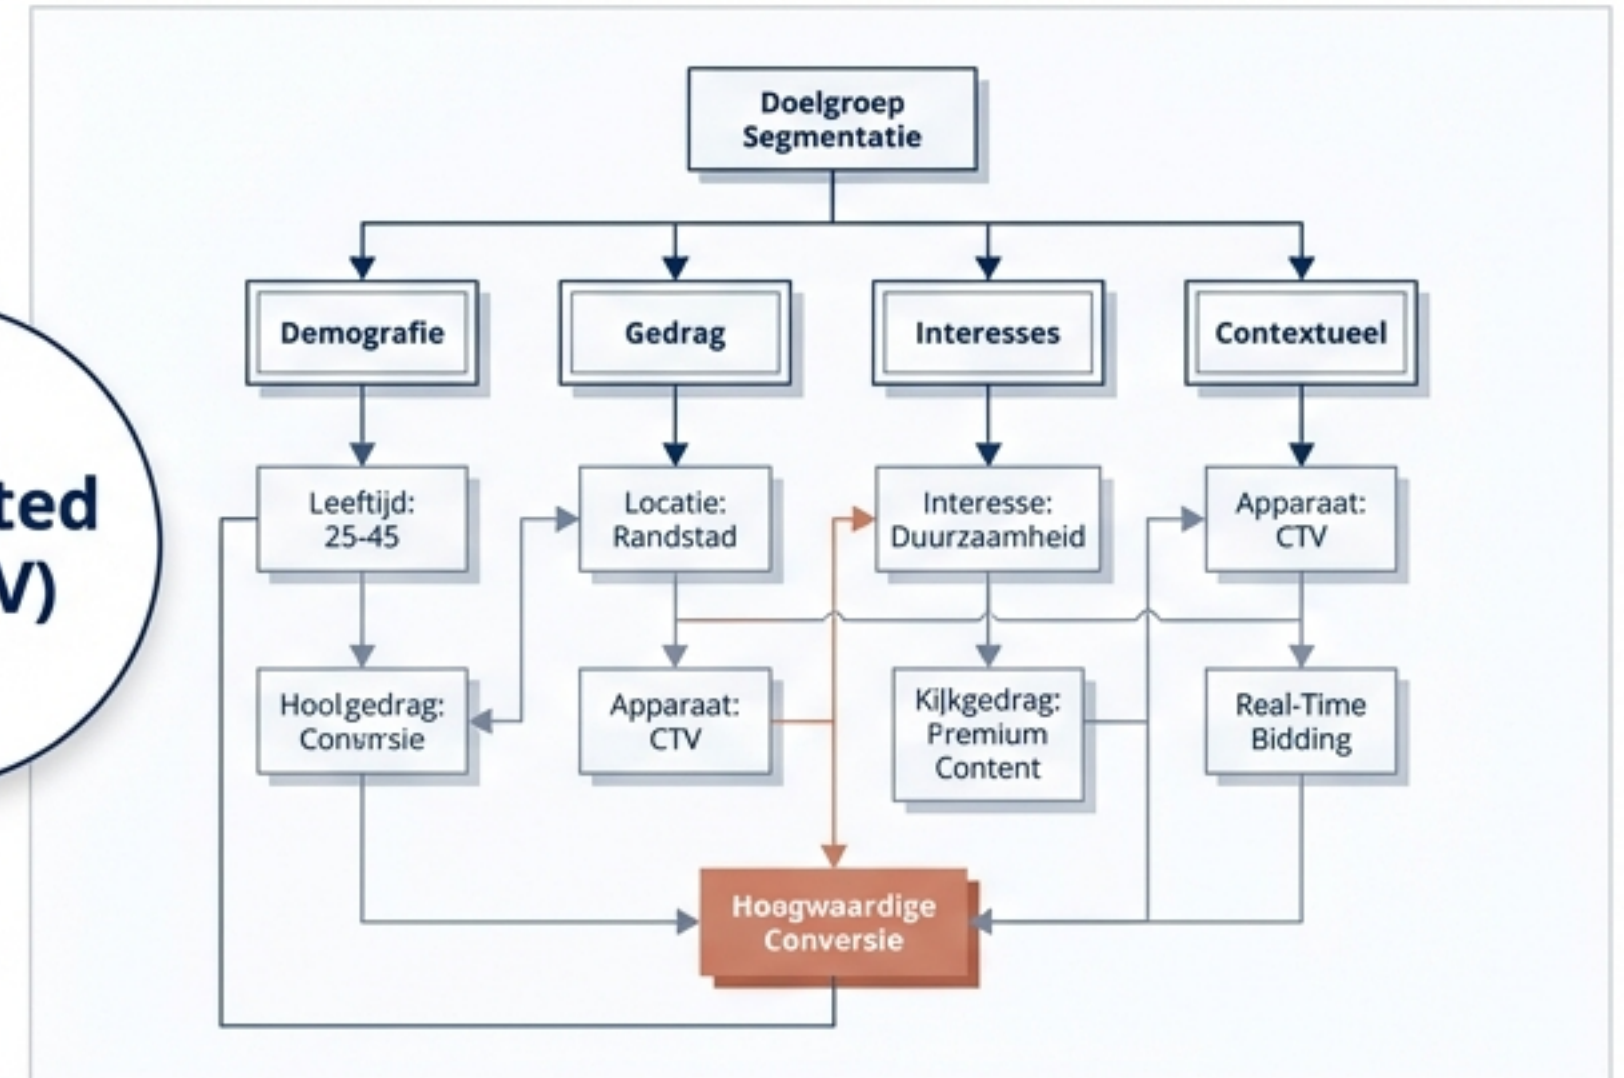 Doelgroep
Segmentatie
Demografie
Gedrag
Interesses
Contextueel
Leeftijd:
25-45
Locatie:
Randstad
Interesse:
Duurzaamheid
Apparaat:
CTV
Hoolgedrag:
Apparaat:
CTV
Kijkgedrag:
Premium
Content
Real-Time
Bidding
Hoogwaardige
Conversie
ted
V)